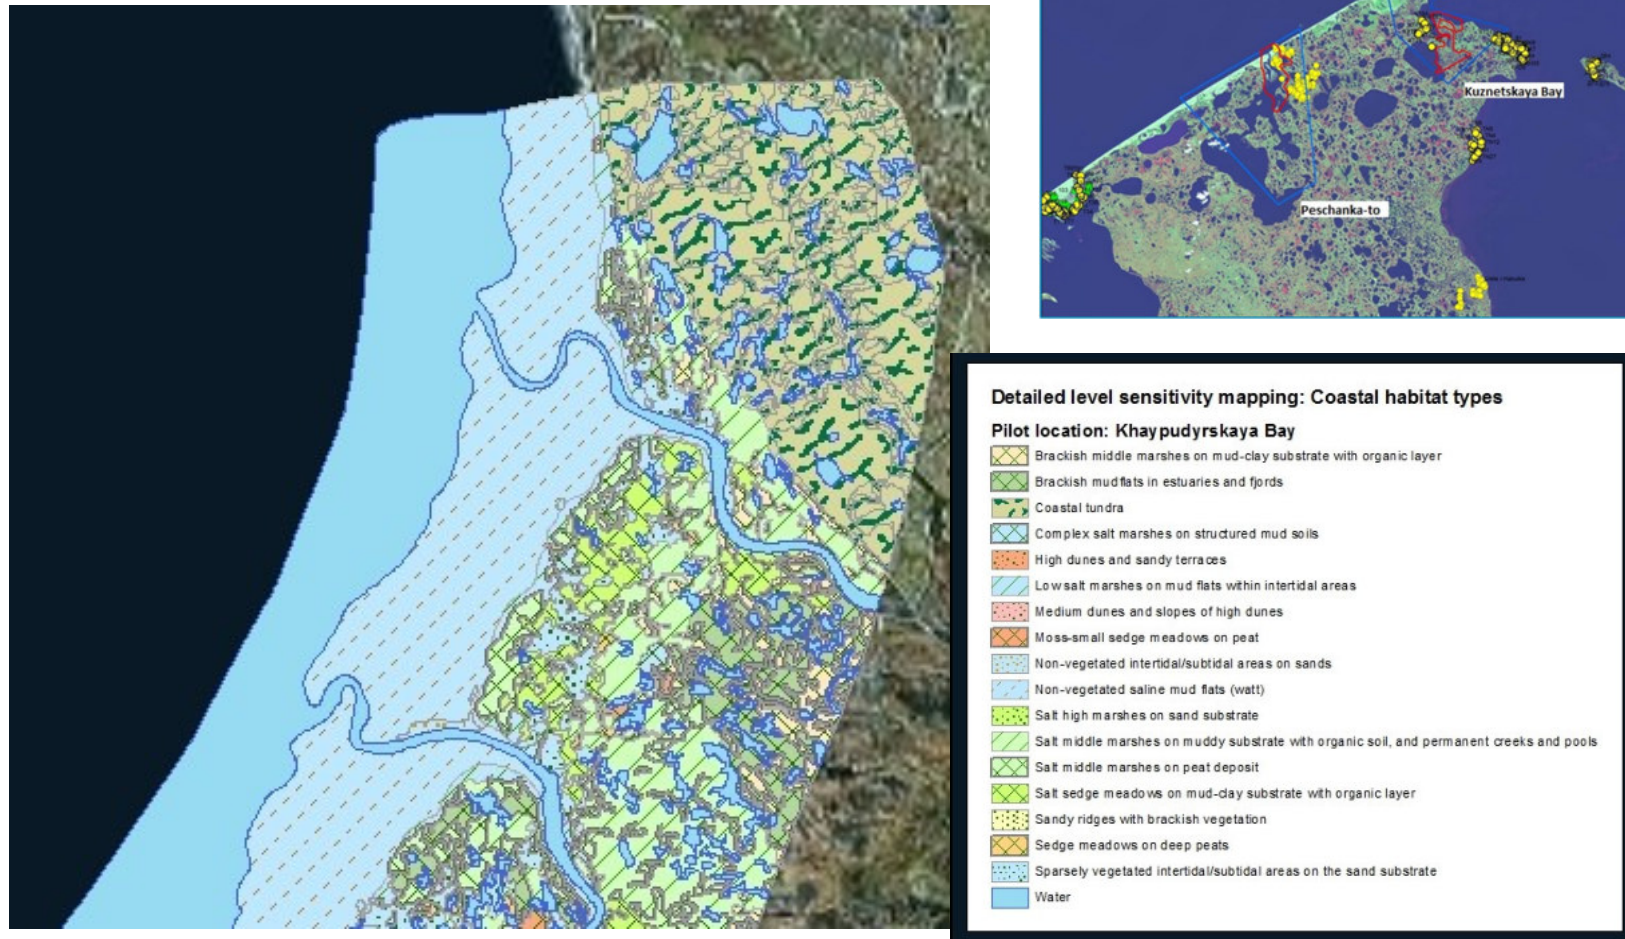 Kuznetskaya Bay
Peschanka-to
Detailed level sensitivity mapping: Coastal habitat types
Pilot location: Khaypudyrskaya Bay
Brackish middle marshes on mud-clay substrate with organic layer
Brackish mudflats in estuaries and fjords
Coastal tundra
Complex salt marshes on structured mud soils
High dunes and sandy terraces
Low salt marshes on mud flats within intertidal areas
Medium dunes and slopes of high dunes
Moss-small sedge meadows on peat
Non-vegetated intertidal/subtidal areas on sands
Non-vegetated saline mud flats (watt)
Salt high marshes on sand substrate
Salt middle marshes on muddy substrate with organic soil, and permanent creeks and pools
Salt middle marshes on peat deposit
Salt sedge meadows on mud-clay substrate with organic layer
Sandy ridges with brackish vegetation
Sedge meadows on deep peats
Sparsely vegetated intertidal/subtidal areas on the sand substrate
Water